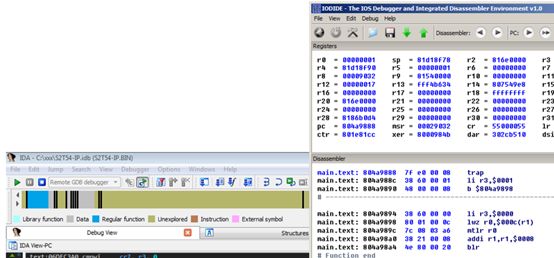 IODIDE - The IOS Debugger and Integrated Disassembler Environment v1.0
File View Edit Debug Help
Disassembler: PC:
Registers
r0 = 00000001 sp = 81d18f78 r2 = 816e0000 r3
r4 = 81d18f90 r5 = 00000001 r6 = 00000000 r7
r8 = 00009032 r9 = 81540000 r10 = 00000000 r11
r12 = 00000017 r13 = fff4b634 r14 = 807549e8 r15
r16 = 00000000 r17 = 00000000 r18 = ffffffff r19
r20 = 816e0000 r21 = 00000000 r22 = 00000000 r23
r24 = 00000000 r25 = 00000000 r26 = 00000000 r27
r28 = 8186b0d4 r29 = 00000000 r30 = 00000000 r31
pc = 804a9888 msr = 00029032 cr = 55000055 lr
ctr = 801e81cc xer = 8000984b dar = 302cb510 dsi
Disassembler
main.text: 804a9888 7f e0 00 08 trap
main.text: 804a988c 38 60 00 01 li r3,$0001
main.text: 804a9890 48 00 00 08 b $804a9898
#
main.text: 804a9894 38 60 00 00 li r3,$0000
main.text: 804a9898 80 01 00 0c lwz r0,000c(r1)
main.text: 804a989c 7c 08 03 a6 mtlr r0
main.text: 804a98a0 38 21 00 08 addi r1,r1,$0008
main.text: 804a98a4 4e 80 00 20 blr
# Function end
IDA - C:\xxx\S2T54-IP.idb (S2T54-IP.BIN)
File Edit Jump Search View Debugger Options Windows Help
Remote GDB debugger
Library function Data Regular function Unexplored Instruction External symbol
Debug View Structures
IDA View-PC